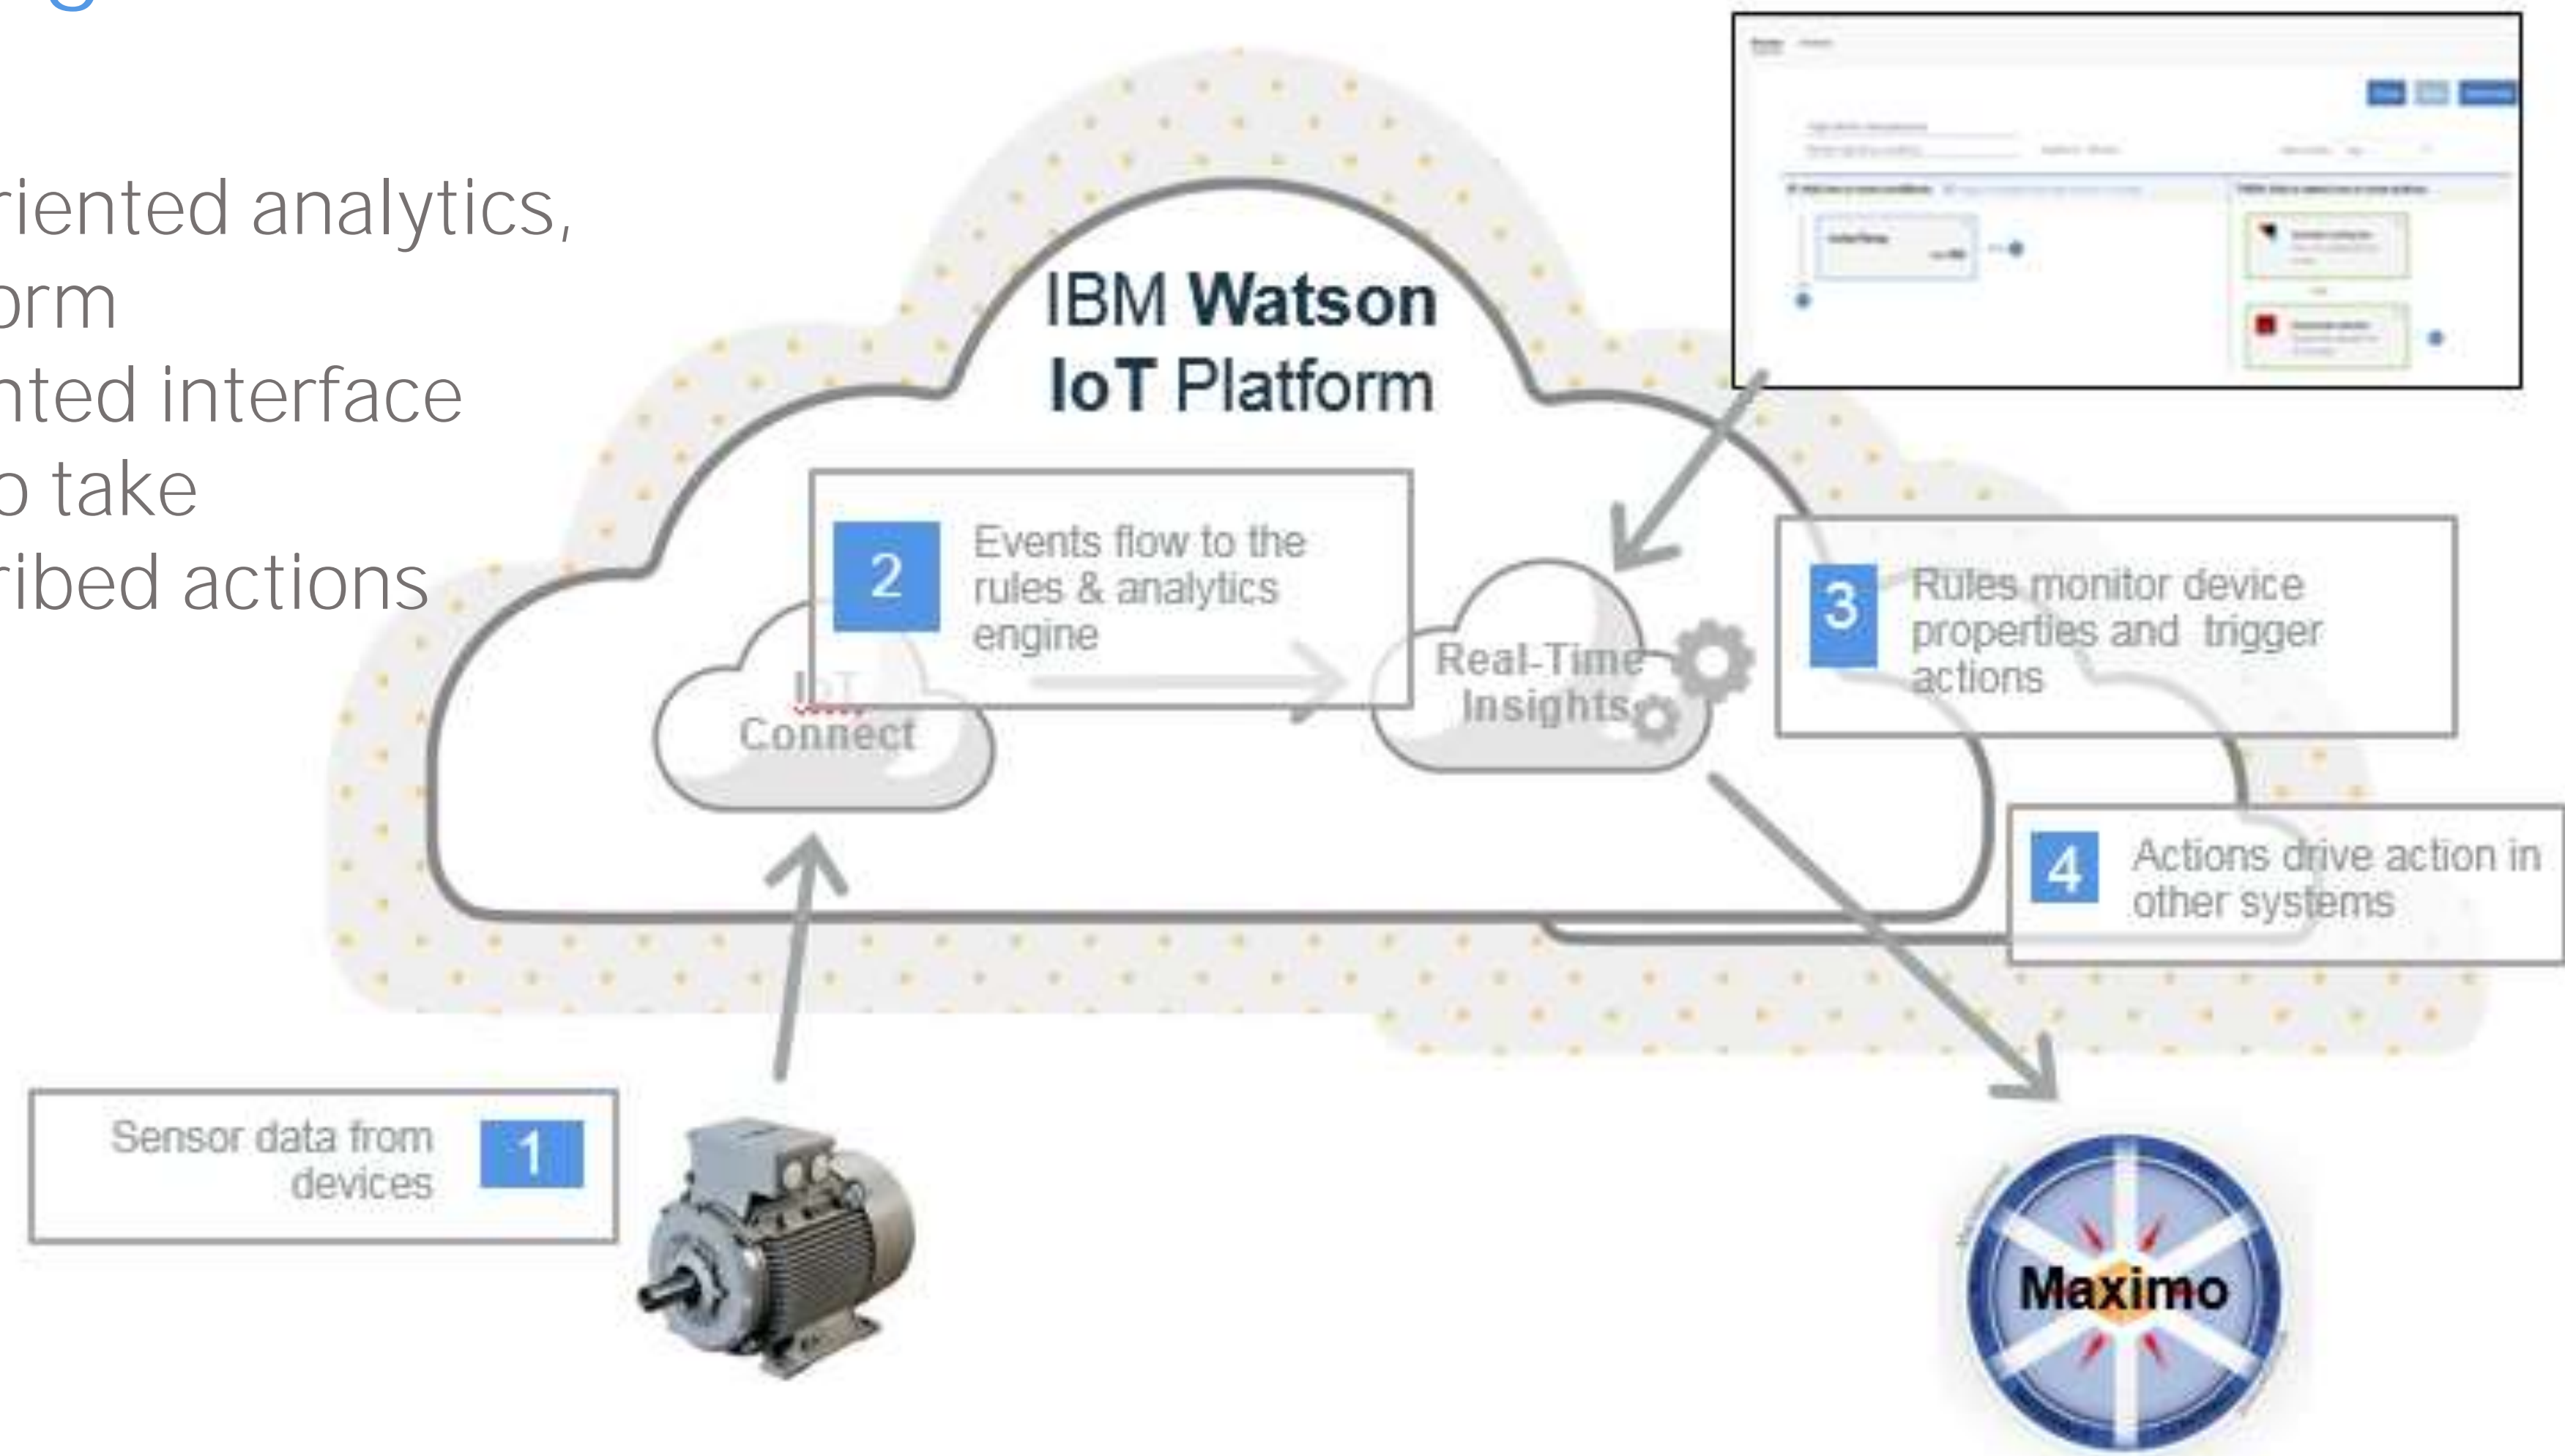 g
riented analytics,
orm
nted interface
o take
ribed actions
IBM Watson
IoT Platform
2
Events flow to the
rules & analytics
engine
IoT
Connect
Real-Time
Insights
3
Rules monitor device
properties and trigger
actions
4
Actions drive action in
other systems
Sensor data from
devices
1
Maximo